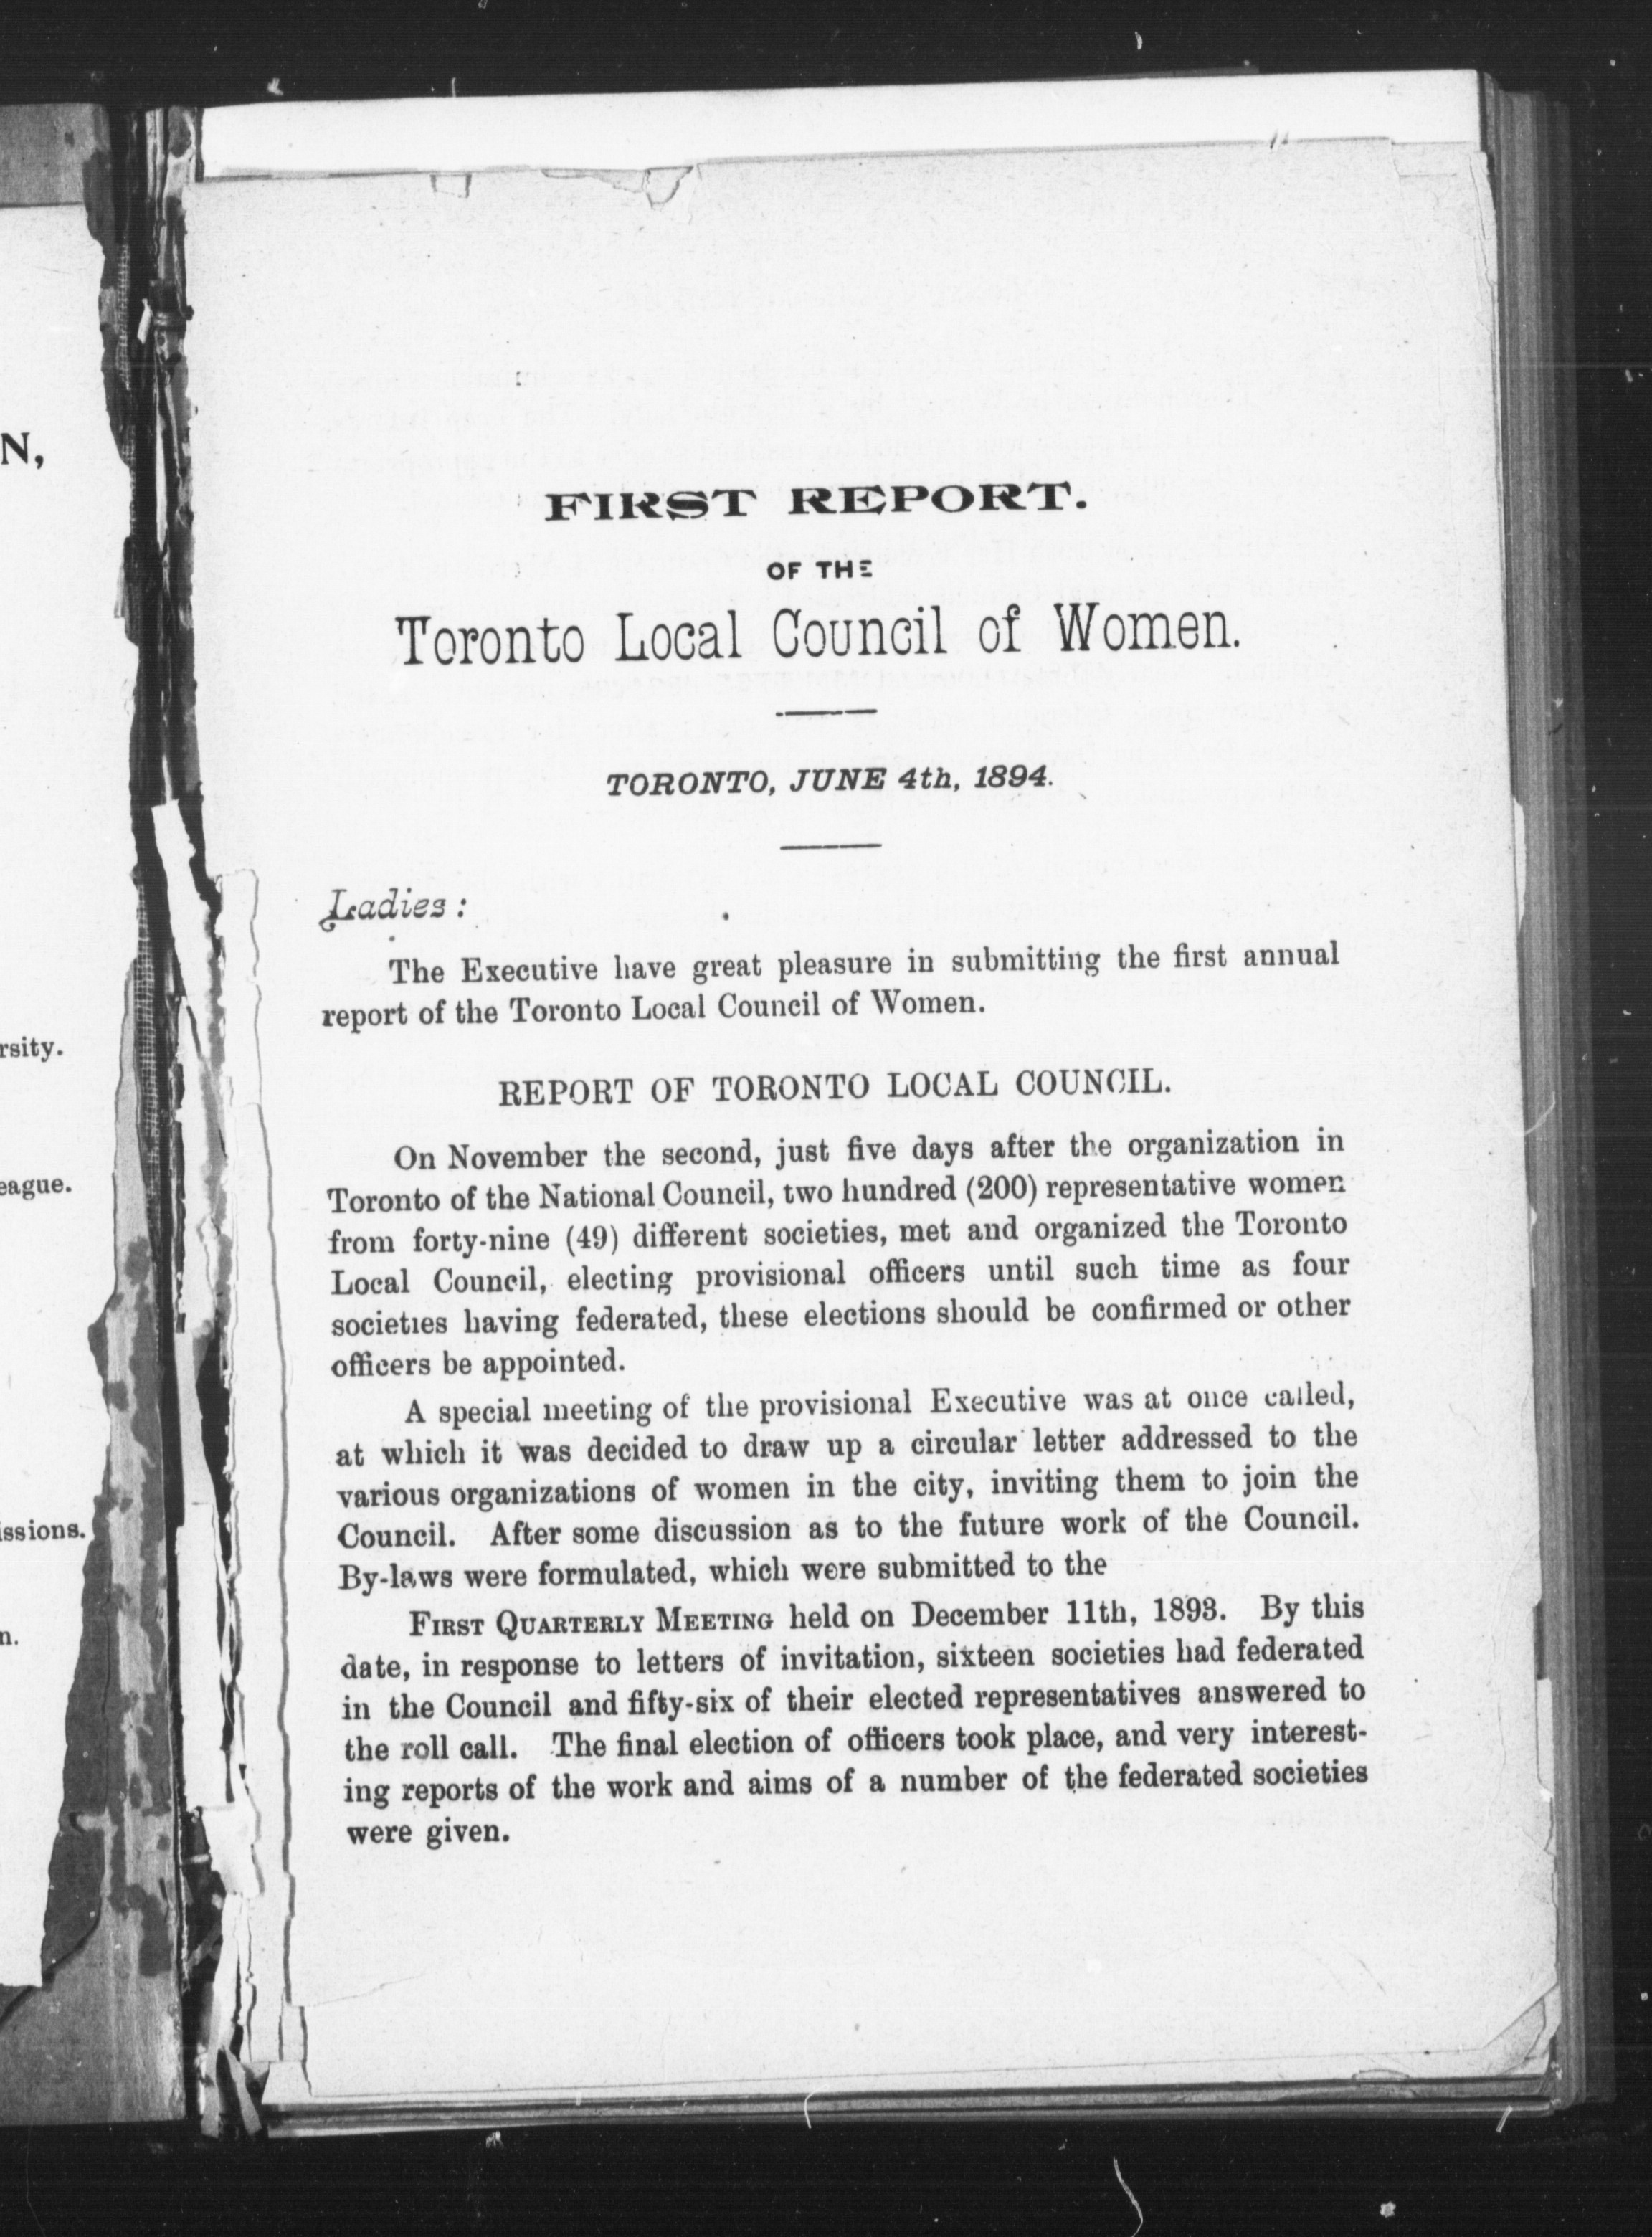 N,
rsity.
eague.
issions.
n.
FIRST REPORT.
OF THE
Toronto Local Council of Women.
TORONTO, JUNE 4th, 1894.
Ladies :
The Executive have great pleasure in submitting the first annual
report of the Toronto Local Council of Women.
REPORT OF TORONTO LOCAL COUNCIL.
On November the second, just five days after the organization in
Toronto of the National Council, two hundred (200) representative women
from forty-nine (49) different societies, met and organized the Toronto
Local Council, electing provisional officers until such time as four
societies having federated, these elections should be confirmed or other
officers be appointed.
A special meeting of the provisional Executive was at once called,
at which it was decided to draw up a circular letter addressed to the
various organizations of women in the city, inviting them to join the
Council. After some discussion as to the future work of the Council.
By-laws were formulated, which were submitted to the
FIRST QUARTERLY MEETING held on December 11th, 1893. By this
date, in response to letters of invitation, sixteen societies had federated
in the Council and fifty-six of their elected representatives answered to
the roll call. The final election of officers took place, and very interest-
ing reports of the work and aims of a number of the federated societies
were given.